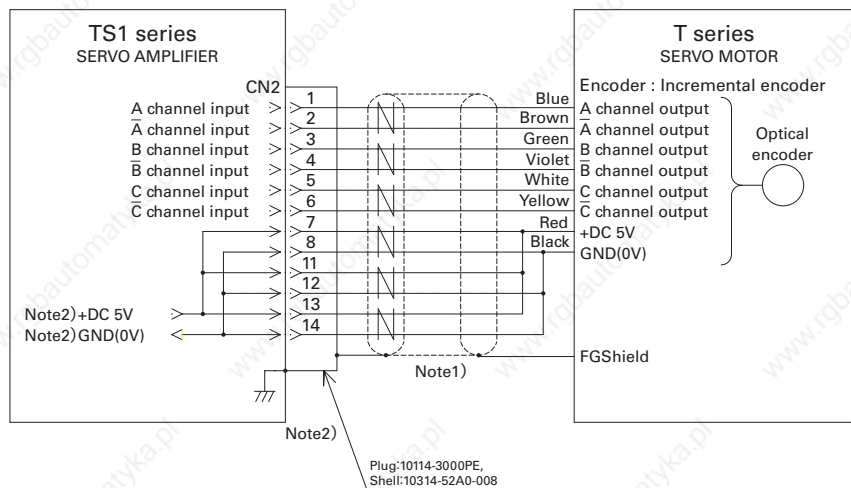 TS1 series
SERVO AMPLIFIER
T series
SERVO MOTOR
CN2
Encoder : Incremental encoder
A channel input
1
Blue
A channel output
A̅ channel input
2
Brown
A̅ channel output
B channel input
3
Green
B channel output
B̅ channel input
4
Violet
B̅ channel output
C channel input
5
White
C channel output
C̅ channel input
6
Yellow
C̅ channel output
Optical
encoder
7
Red
+DC 5V
8
Black
GND(0V)
11
12
13
14
Note2)+DC 5V
Note2)GND(0V)
Note1)
FGShield
Note2)
Plug:10114-3000PE,
Shell:10314-52A0-008
www.rgbautomatyka.pl